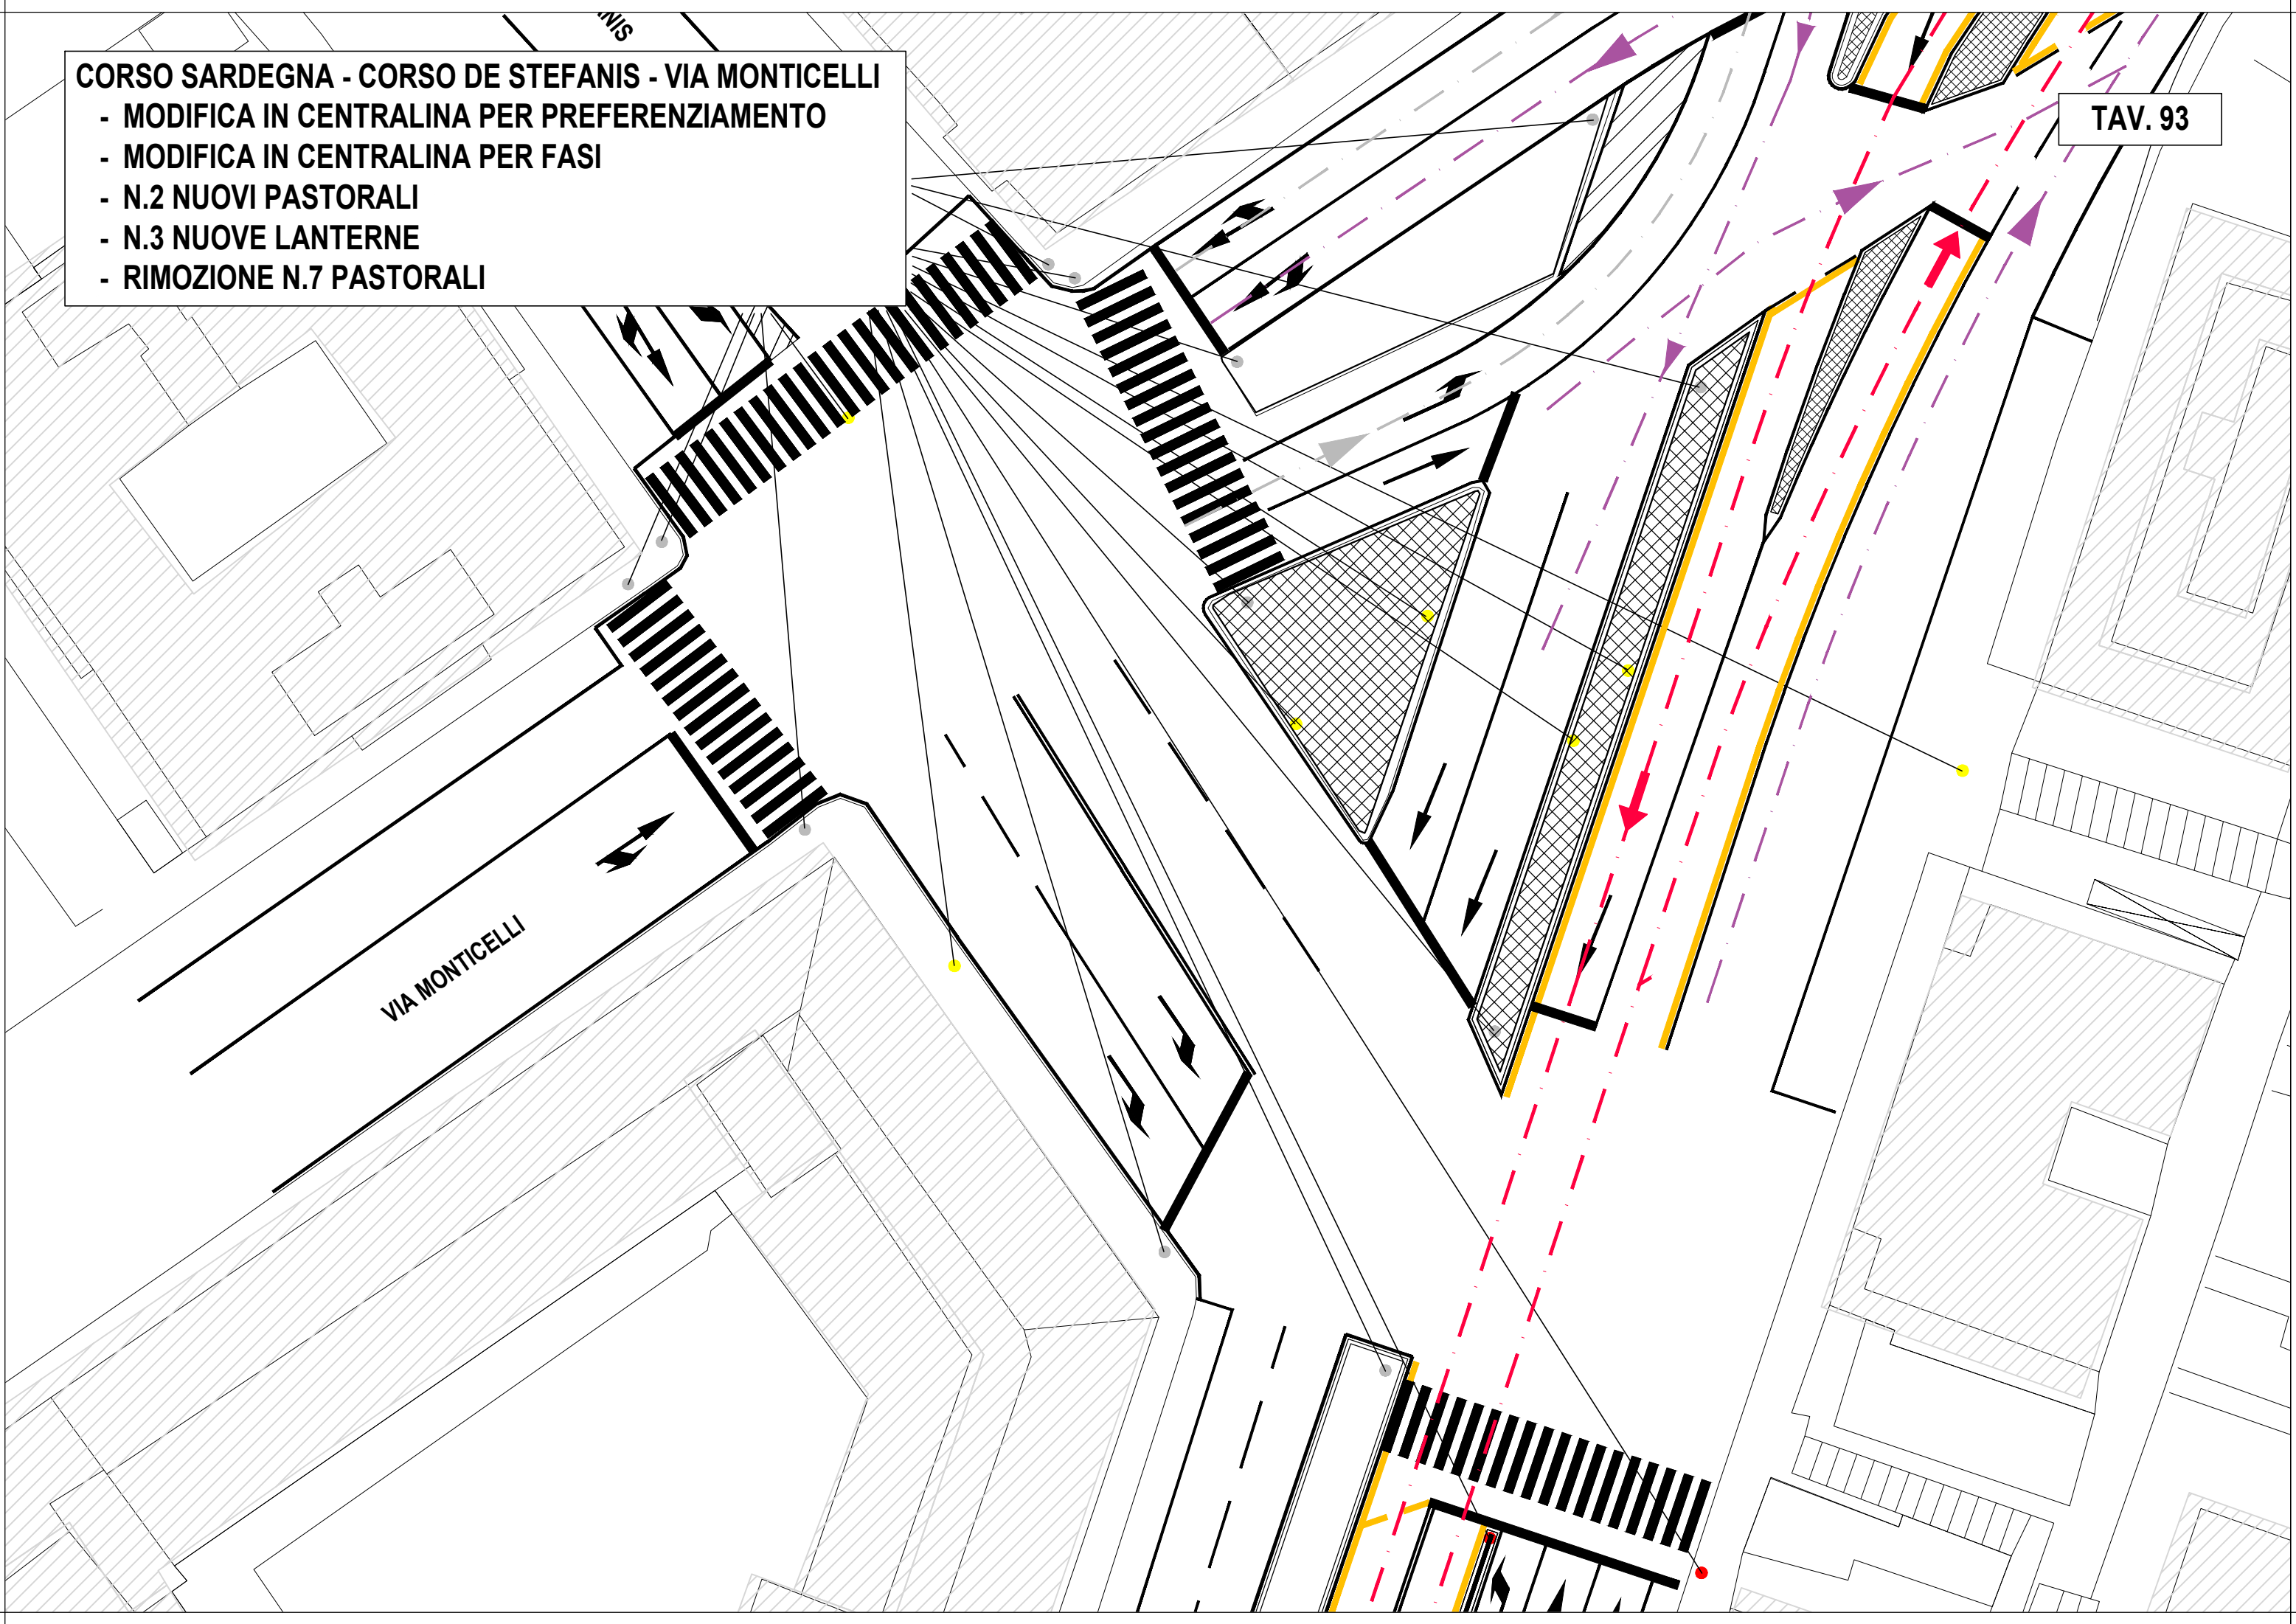 NIS
CORSO SARDEGNA - CORSO DE STEFANIS - VIA MONTICELLI
- MODIFICA IN CENTRALINA PER PREFERENZIAMENTO
- MODIFICA IN CENTRALINA PER FASI
- N.2 NUOVI PASTORALI
- N.3 NUOVE LANTERNE
- RIMOZIONE N.7 PASTORALI
TAV. 93
VIA MONTICELLI